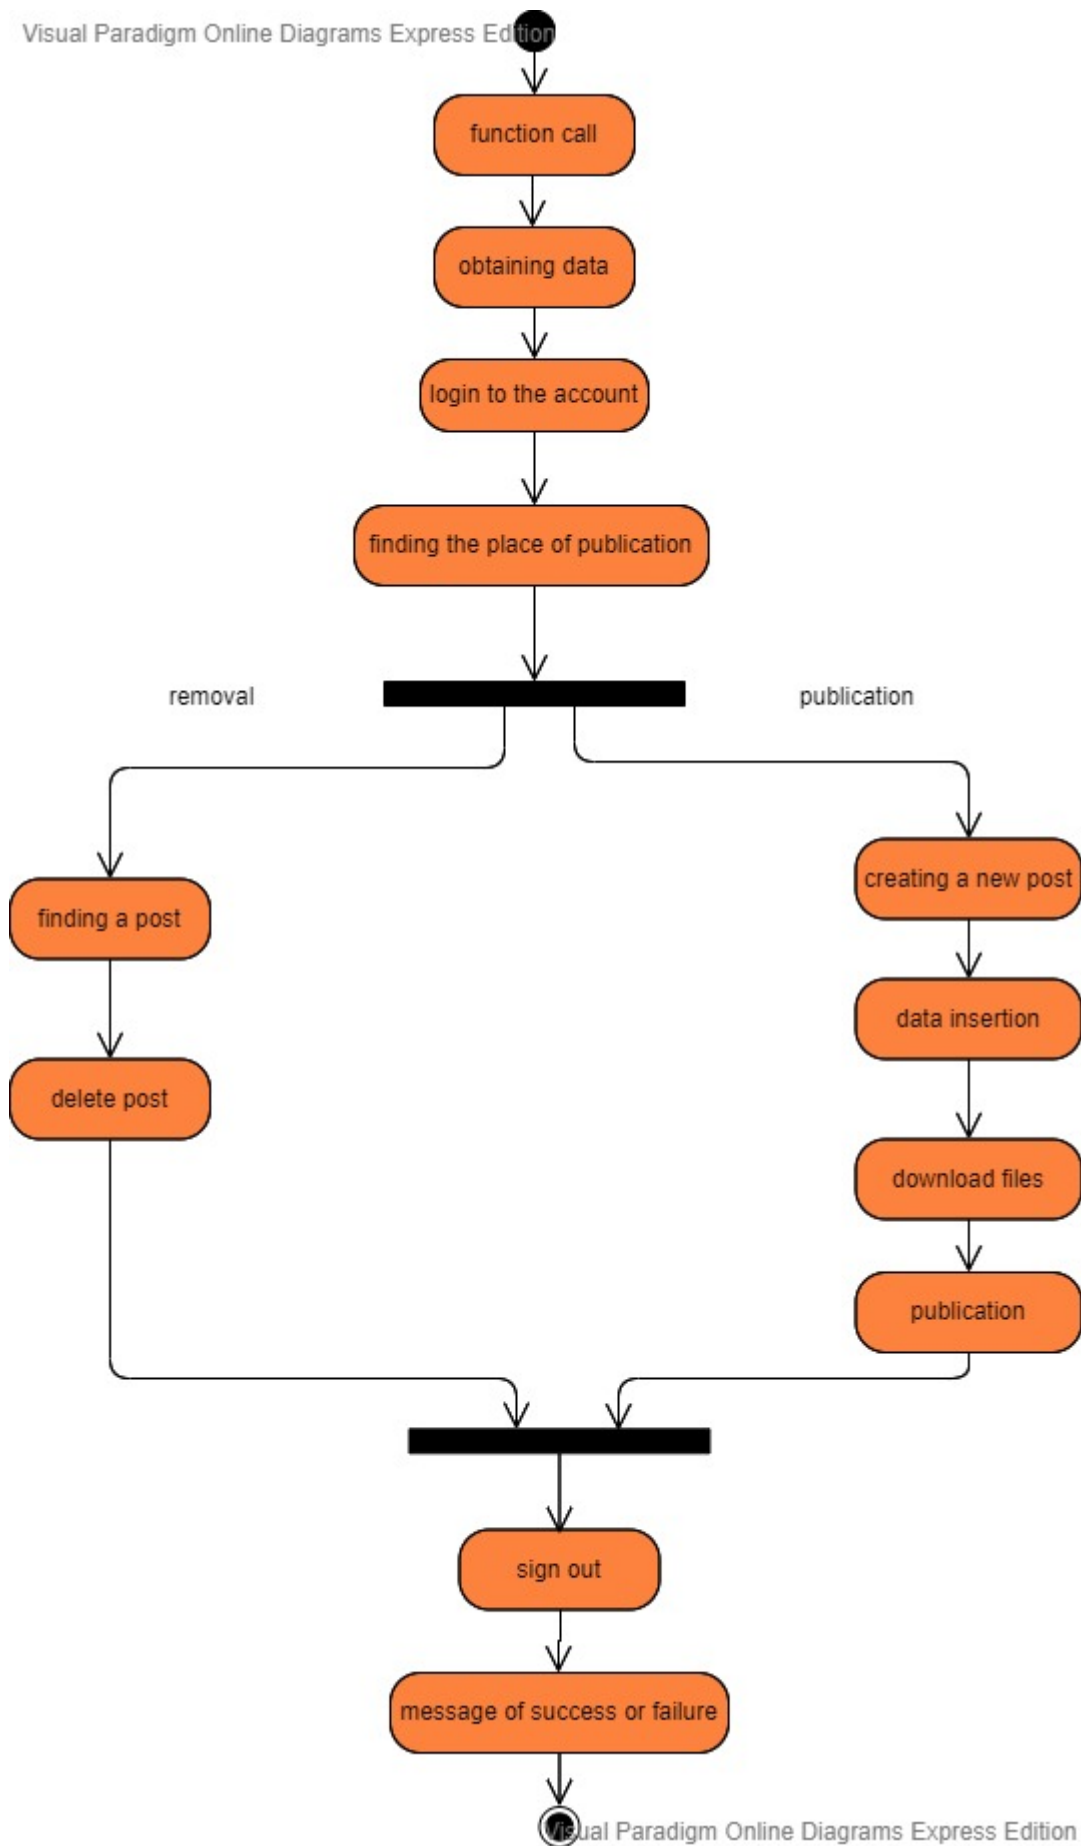 Visual Paradigm Online Diagrams Express Edition
function call
obtaining data
login to the account
finding the place of publication
removal
publication
creating a new post
finding a post
data insertion
delete post
download files
publication
sign out
message of success or failure
Visual Paradigm Online Diagrams Express Edition